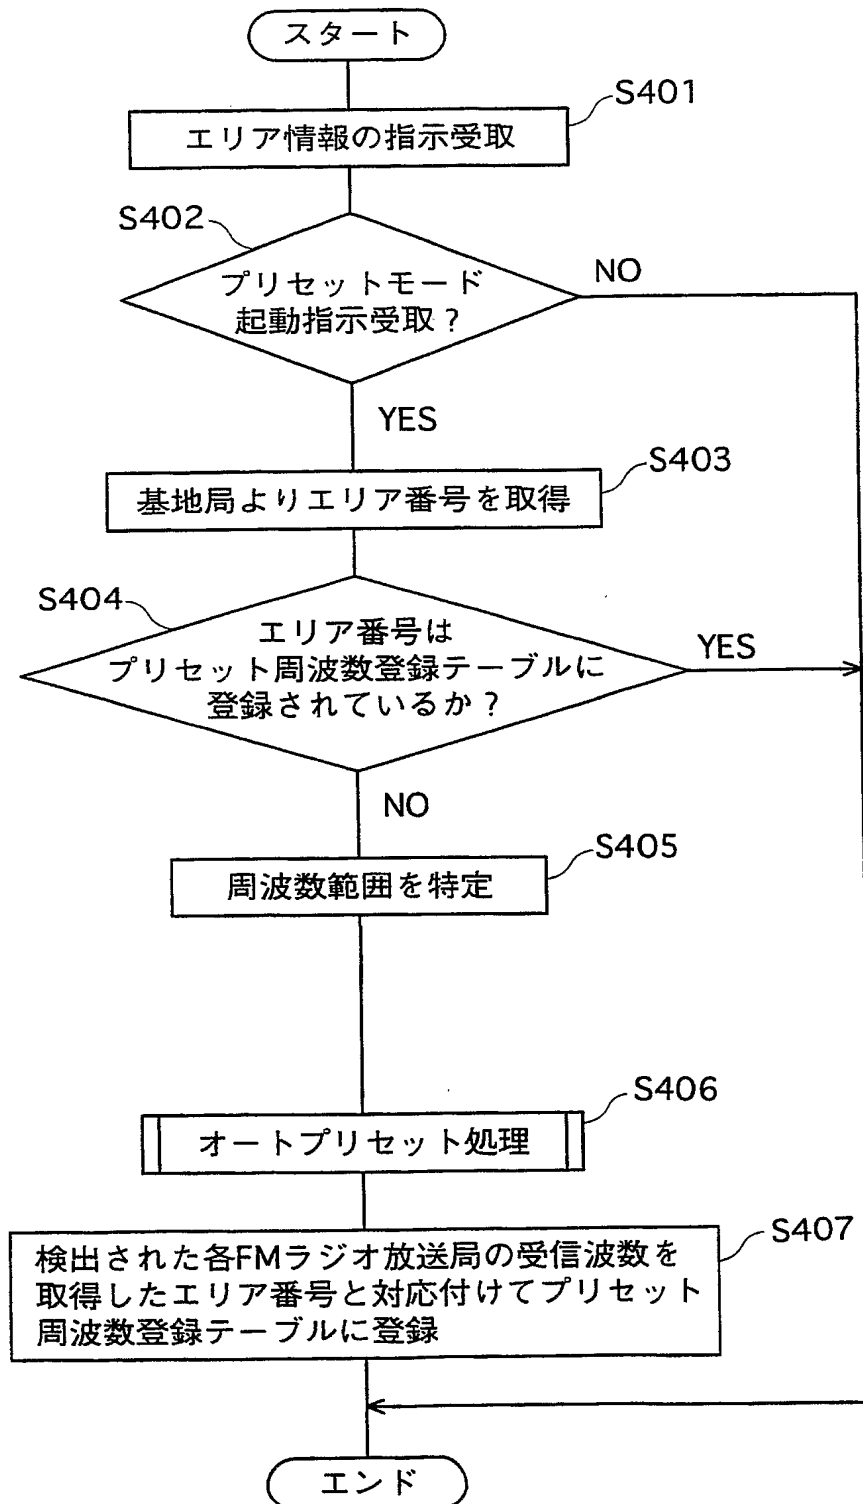 スタート
S401
エリア情報の指示受取
S402
プリセットモード
起動指示受取？
NO
YES
S403
基地局よりエリア番号を取得
S404
エリア番号は
プリセット周波数登録テーブルに
登録されているか？
YES
NO
S405
周波数範囲を特定
S406
オートプリセット処理
S407
検出された各FMラジオ放送局の受信波数を
取得したエリア番号と対応付けてプリセット
周波数登録テーブルに登録
エンド